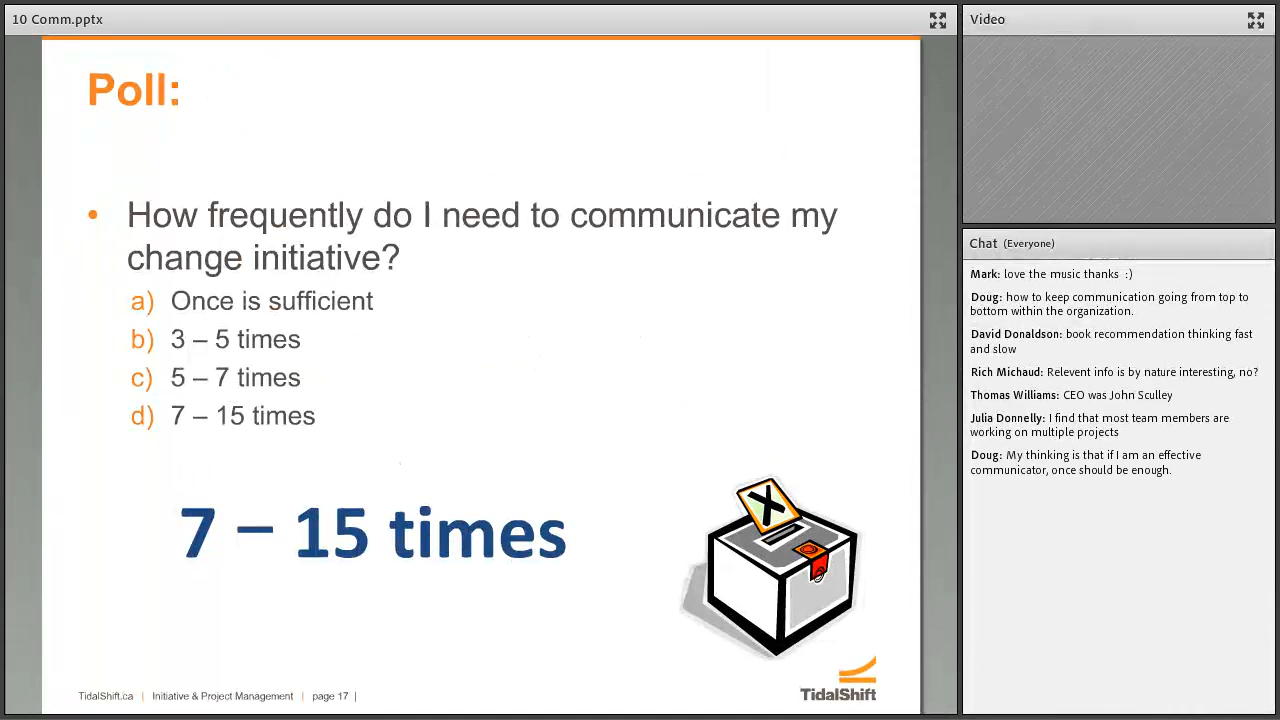 10 Comm.pptx
Poll:
• How frequently do I need to communicate my
change initiative?
a) Once is sufficient
b) 3 – 5 times
c) 5 – 7 times
d) 7 – 15 times
7 – 15 times
X
TidalShift.ca | Initiative & Project Management | page 17 |
TidalShift
Video
Chat (Everyone)
Mark: love the music thanks :)
Doug: how to keep communication going from top to
bottom within the organization.
David Donaldson: book recommendation thinking fast
and slow
Rich Michaud: Relevent info is by nature interesting, no?
Thomas Williams: CEO was John Sculley
Julia Donnelly: I find that most team members are
working on multiple projects
Doug: My thinking is that if I am an effective
communicator, once should be enough.